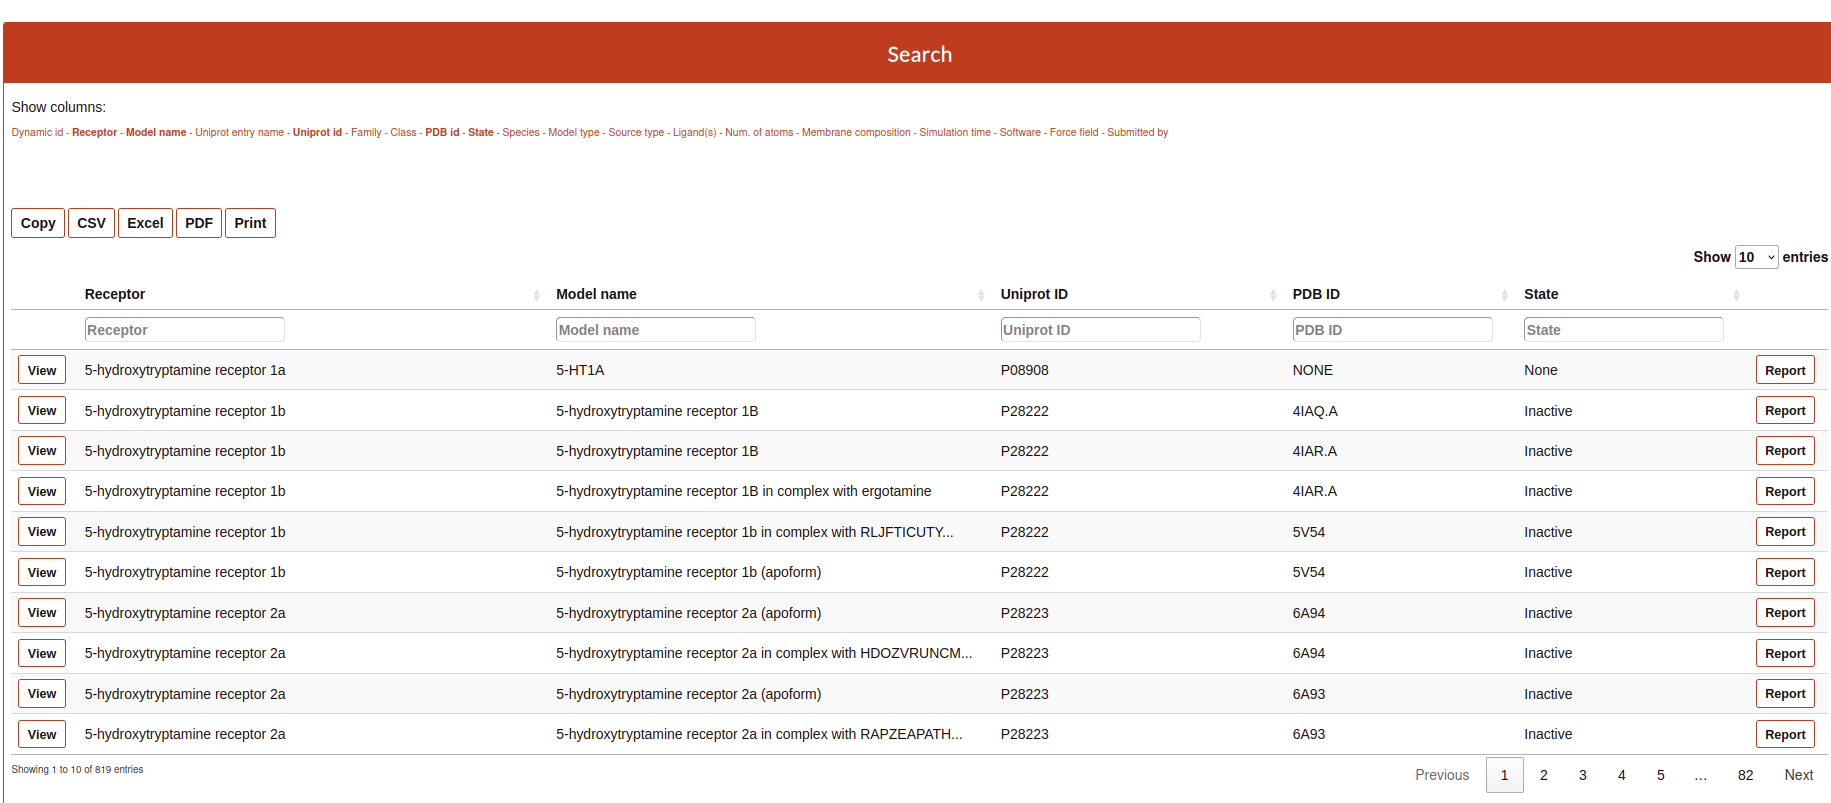 Search
Show columns:
Dynamic id - Receptor - Model name - Uniprot entry name - Uniprot id - Family - Class - PDB id - State - Species - Model type - Source type - Ligand(s) - Num. of atoms - Membrane composition - Simulation time - Software - Force field - Submitted by
Copy CSV Excel PDF Print
Show 10 entries
Receptor Model name Uniprot ID PDB ID State
Receptor Model name Uniprot ID PDB ID State
View 5-hydroxytryptamine receptor 1a 5-HT1A P08908 NONE None Report
View 5-hydroxytryptamine receptor 1b 5-hydroxytryptamine receptor 1B P28222 4IAQ.A Inactive Report
View 5-hydroxytryptamine receptor 1b 5-hydroxytryptamine receptor 1B P28222 4IAR.A Inactive Report
View 5-hydroxytryptamine receptor 1b 5-hydroxytryptamine receptor 1B in complex with ergotamine P28222 4IAR.A Inactive Report
View 5-hydroxytryptamine receptor 1b 5-hydroxytryptamine receptor 1b in complex with RLJFTICUTY... P28222 5V54 Inactive Report
View 5-hydroxytryptamine receptor 1b 5-hydroxytryptamine receptor 1b (apoform) P28222 5V54 Inactive Report
View 5-hydroxytryptamine receptor 2a 5-hydroxytryptamine receptor 2a (apoform) P28223 6A94 Inactive Report
View 5-hydroxytryptamine receptor 2a 5-hydroxytryptamine receptor 2a in complex with HDOZVRUNCM... P28223 6A94 Inactive Report
View 5-hydroxytryptamine receptor 2a 5-hydroxytryptamine receptor 2a (apoform) P28223 6A93 Inactive Report
View 5-hydroxytryptamine receptor 2a 5-hydroxytryptamine receptor 2a in complex with RAPZEAPATH... P28223 6A93 Inactive Report
Showing 1 to 10 of 819 entries
Previous 1 2 3 4 5 … 82 Next